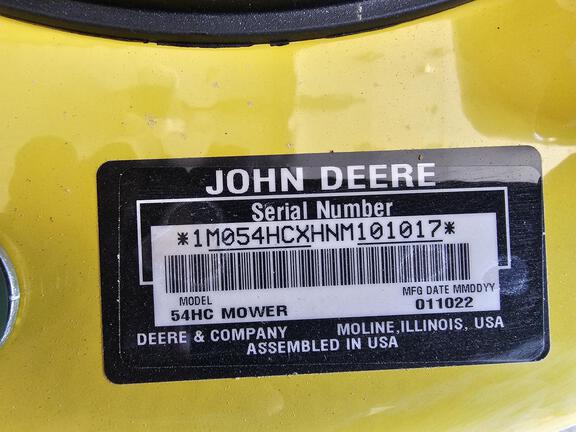 JOHN DEERE
Serial Number
*1M054HCXHNM101017*
MODEL
54HC MOWER
MFG DATE MMDDYY
011022
DEERE & COMPANY MOLINE,ILLINOIS, USA
ASSEMBLED IN USA